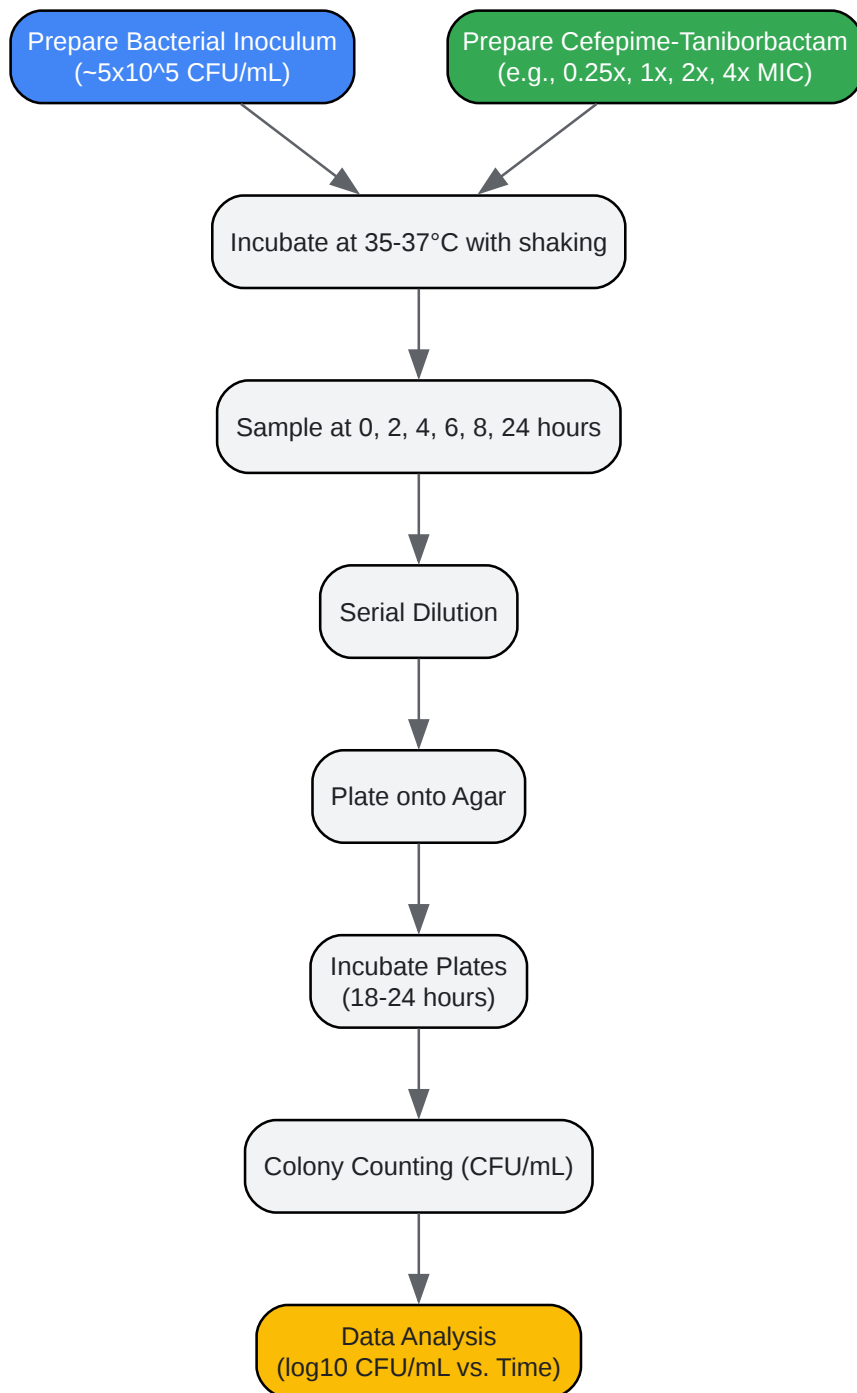 Prepare Bacterial Inoculum
(~5x10^5 CFU/mL)
Prepare Cefepime-Taniborbactam
(e.g., 0.25x, 1x, 2x, 4x MIC)
Incubate at 35-37°C with shaking
Sample at 0, 2, 4, 6, 8, 24 hours
Serial Dilution
Plate onto Agar
Incubate Plates
(18-24 hours)
Colony Counting (CFU/mL)
Data Analysis
(log10 CFU/mL vs. Time)